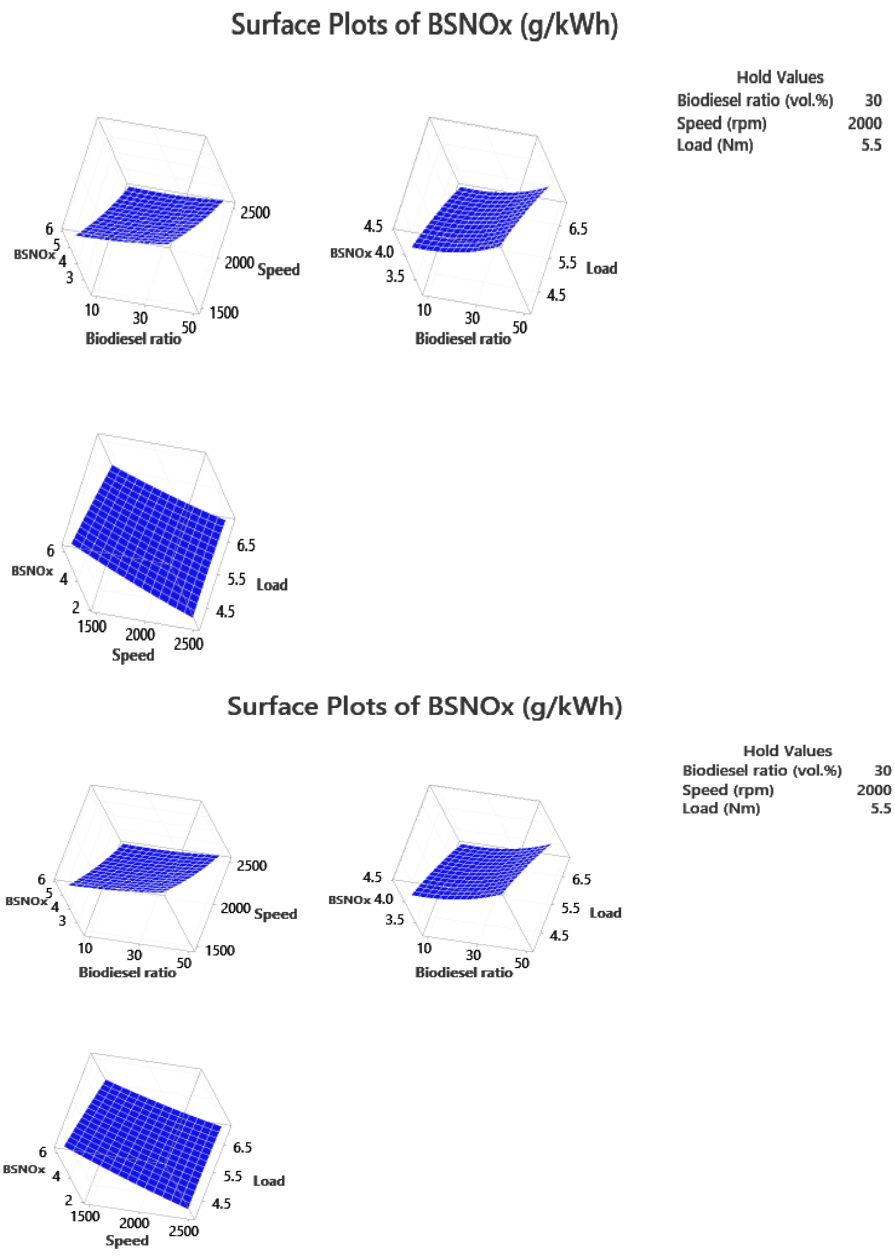 Surface Plots of BSNOx (g/kWh)
Hold Values
Biodiesel ratio (vol.%) 30
Speed (rpm) 2000
Load (Nm) 5.5
6
5
BSNOx 4
3
10
30
50
Biodiesel ratio
2500
2000
1500
Speed
4.5
BSNOx 4.0
3.5
10
30
50
Biodiesel ratio
6.5
5.5
4.5
Load
6
BSNOx 4
2
1500
2000
2500
Speed
6.5
5.5
4.5
Load
Surface Plots of BSNOx (g/kWh)
Hold Values
Biodiesel ratio (vol.%) 30
Speed (rpm) 2000
Load (Nm) 5.5
6
5
BSNOx 4
3
10
30
50
Biodiesel ratio
2500
2000
1500
Speed
4.5
BSNOx 4.0
3.5
10
30
50
Biodiesel ratio
6.5
5.5
4.5
Load
6
BSNOx 4
2
1500
2000
2500
Speed
6.5
5.5
4.5
Load